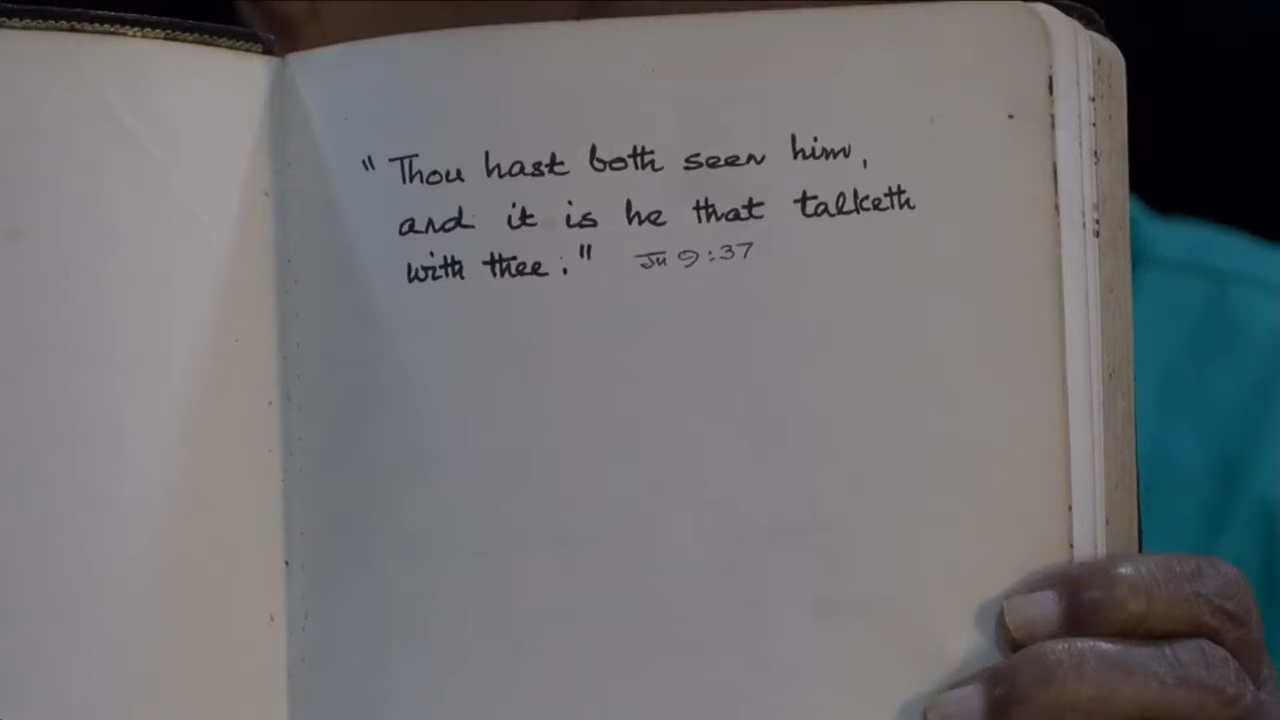 "Thou hast both seen him,
and it is he that talketh
with thee." Jn 9:37